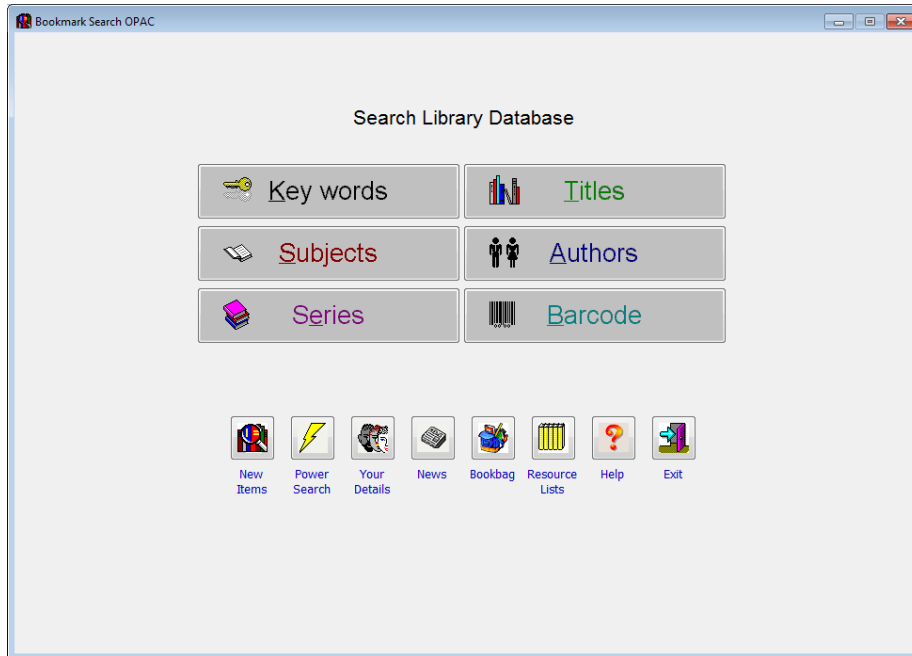 Bookmark Search OPAC
Search Library Database
Key words
Titles
Subjects
Authors
Series
Barcode
New Items
Power Search
Your Details
News
Bookbag
Resource Lists
Help
Exit